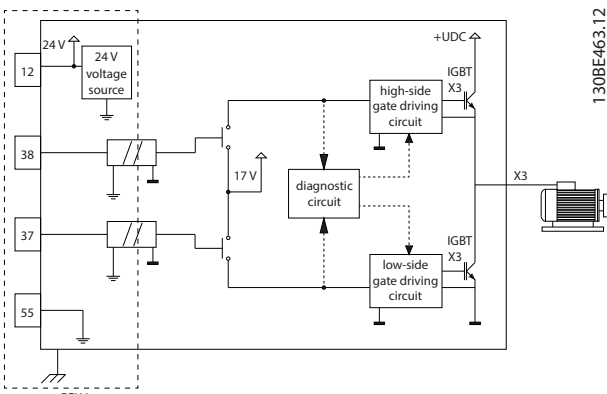 130BE463.12
24 V
+UDC
12
24 V
voltage
source
IGBT
X3
high-side
gate driving
circuit
38
17 V
diagnostic
circuit
X3
37
IGBT
X3
low-side
gate driving
circuit
55